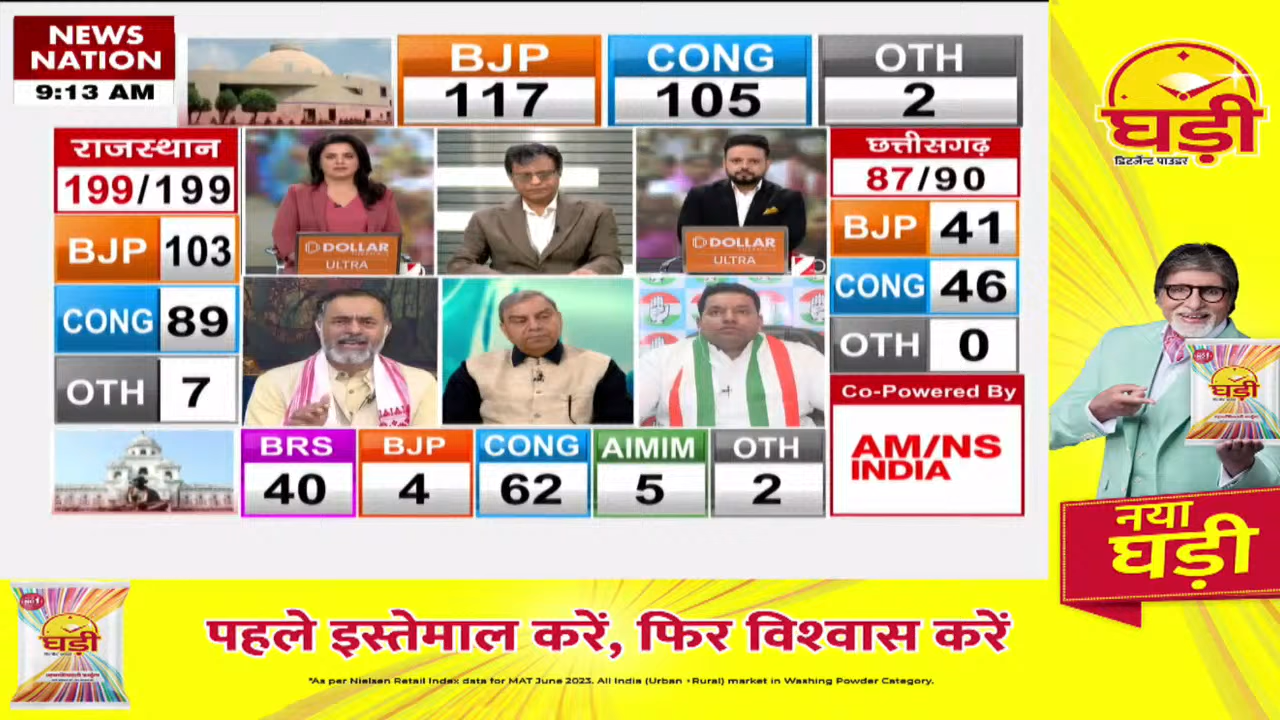 NEWS
NATION
9:13 AM
BJP
117
CONG
105
OTH
2
राजस्थान
199/199
BJP 103
CONG 89
OTH 7
DOLLAR
ULTRA
DOLLAR
ULTRA
छत्तीसगढ़
87/90
BJP 41
CONG 46
OTH 0
Co-Powered By
AM/NS
INDIA
BRS
40
BJP
4
CONG
62
AIMIM
5
OTH
2
घड़ी
डिटर्जेन्ट पाउडर
घड़ी
नया
घड़ी
घड़ी
पहले इस्तेमाल करें, फिर विश्वास करें
*As per Nielsen Retail Index data for MAT June 2023. All India (Urban +Rural) market in Washing Powder Category.